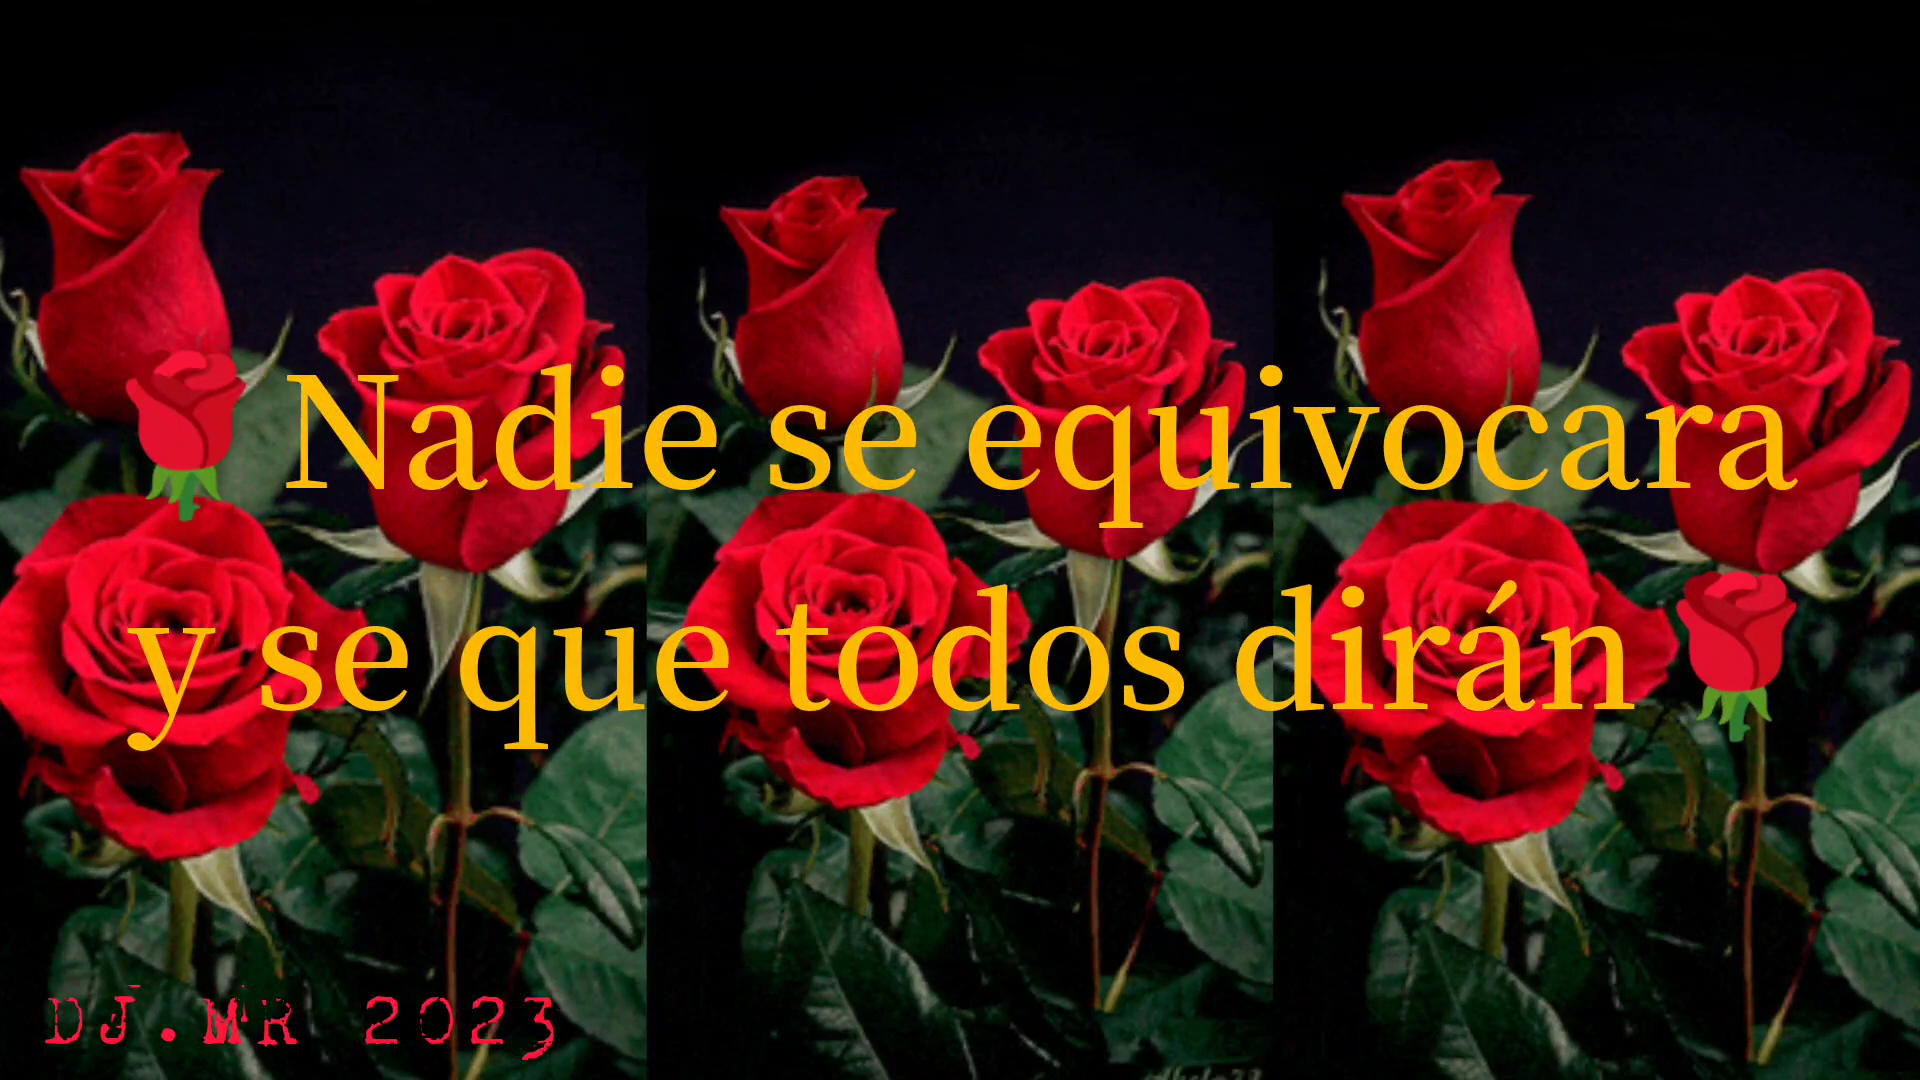 🌹Nadie se equivocara
y se que todos dirán🌹
DJ.MR 2023